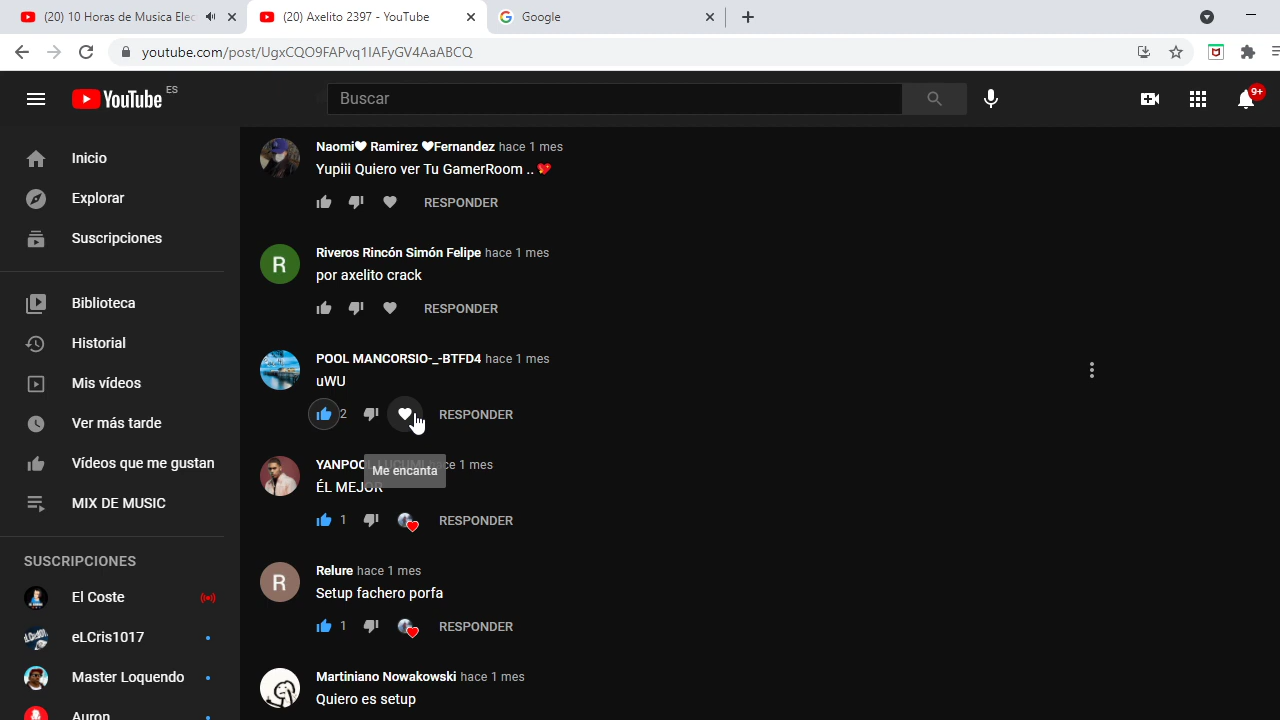 (20) 10 Horas de Musica Elec
(20) Axelito 2397 - YouTube
Google
youtube.com/post/UgxCQO9FAPvq1IAFyGV4AaABCQ
YouTube ES
Buscar
9+
Inicio
Explorar
Suscripciones
Biblioteca
Historial
Mis vídeos
Ver más tarde
Vídeos que me gustan
MIX DE MUSIC
SUSCRIPCIONES
El Coste
eLCris1017
Master Loquendo
Auron
Naomi♥ Ramirez ♥Fernandez hace 1 mes
Yupiii Quiero ver Tu GamerRoom .. 💖
RESPONDER
R
Riveros Rincón Simón Felipe hace 1 mes
por axelito crack
RESPONDER
POOL MANCORSIO-_-BTFD4 hace 1 mes
uWU
2 RESPONDER
Me encanta
YANPOOL LUCUMI hace 1 mes
ÉL MEJOR
1 RESPONDER
R
Relure hace 1 mes
Setup fachero porfa
1 RESPONDER
Martiniano Nowakowski hace 1 mes
Quiero es setup